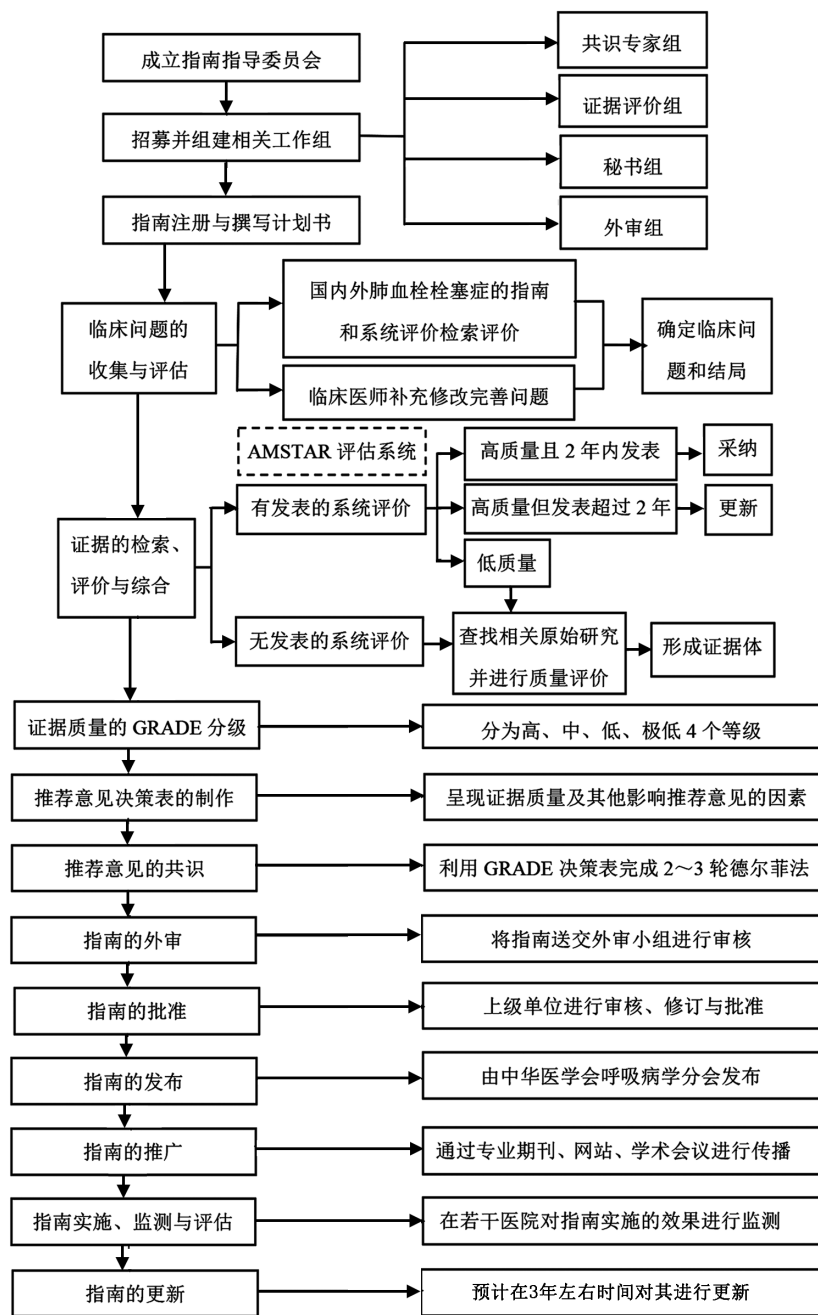 成立指南指导委员会
招募并组建相关工作组
指南注册与撰写计划书
共识专家组
证据评价组
秘书组
外审组
临床问题的
收集与评估
国内外肺血栓栓塞症的指南
和系统评价检索评价
临床医师补充修改完善问题
确定临床问
题和结局
证据的检索、
评价与综合
AMSTAR 评估系统
有发表的系统评价
高质量且 2 年内发表
采纳
高质量但发表超过 2 年
更新
低质量
无发表的系统评价
查找相关原始研究
并进行质量评价
形成证据体
证据质量的 GRADE 分级
分为高、中、低、极低 4 个等级
推荐意见决策表的制作
呈现证据质量及其他影响推荐意见的因素
推荐意见的共识
利用 GRADE 决策表完成 2～3 轮德尔菲法
指南的外审
将指南送交外审小组进行审核
指南的批准
上级单位进行审核、修订与批准
指南的发布
由中华医学会呼吸病学分会发布
指南的推广
通过专业期刊、网站、学术会议进行传播
指南实施、监测与评估
在若干医院对指南实施的效果进行监测
指南的更新
预计在3年左右时间对其进行更新